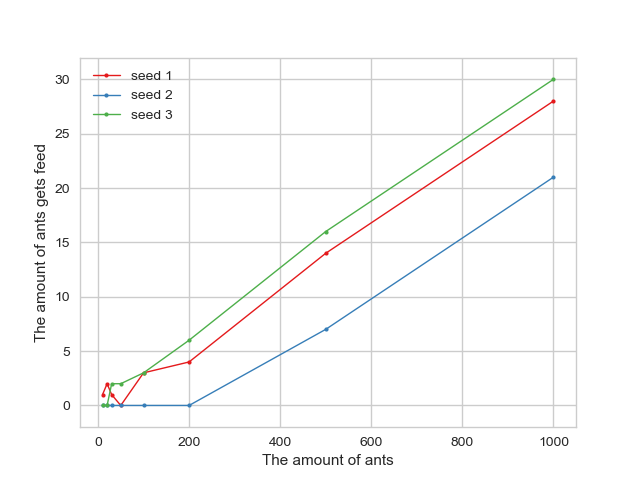 seed 1
seed 2
seed 3
30
25
20
15
10
5
0
The amount of ants gets feed
0 200 400 600 800 1000
The amount of ants